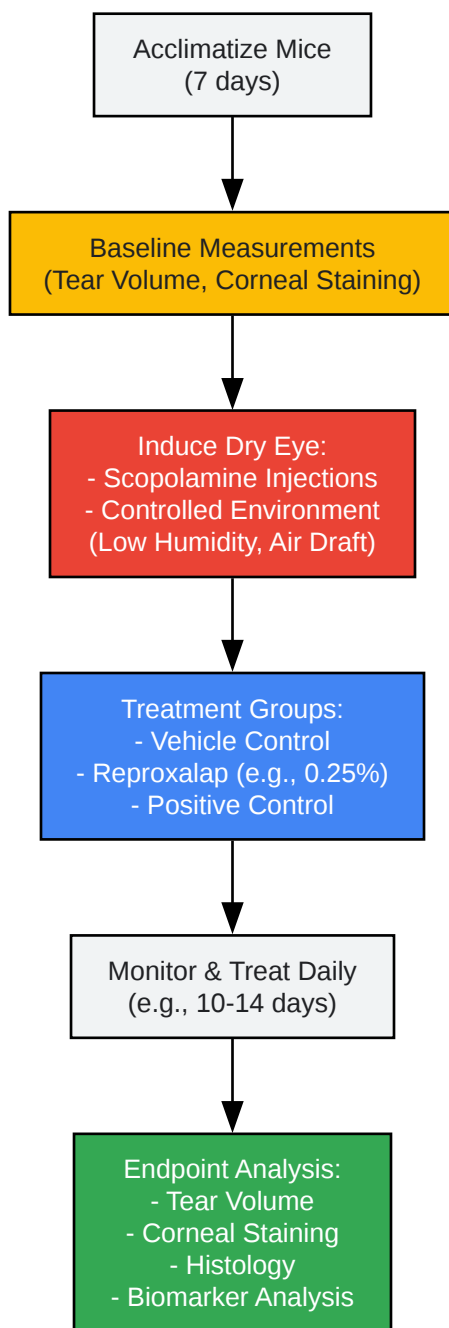 Acclimatize Mice
(7 days)
Baseline Measurements
(Tear Volume, Corneal Staining)
Induce Dry Eye:
- Scopolamine Injections
- Controlled Environment
(Low Humidity, Air Draft)
Treatment Groups:
- Vehicle Control
- Reproxalap (e.g., 0.25%)
- Positive Control
Monitor & Treat Daily
(e.g., 10-14 days)
Endpoint Analysis:
- Tear Volume
- Corneal Staining
- Histology
- Biomarker Analysis